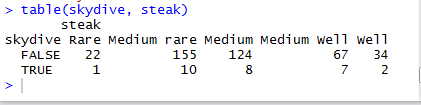 > table(skydive, steak)
steak
skydive Rare Medium rare Medium Medium Well Well
FALSE 22 155 124 67 34
TRUE 1 10 8 7 2
>